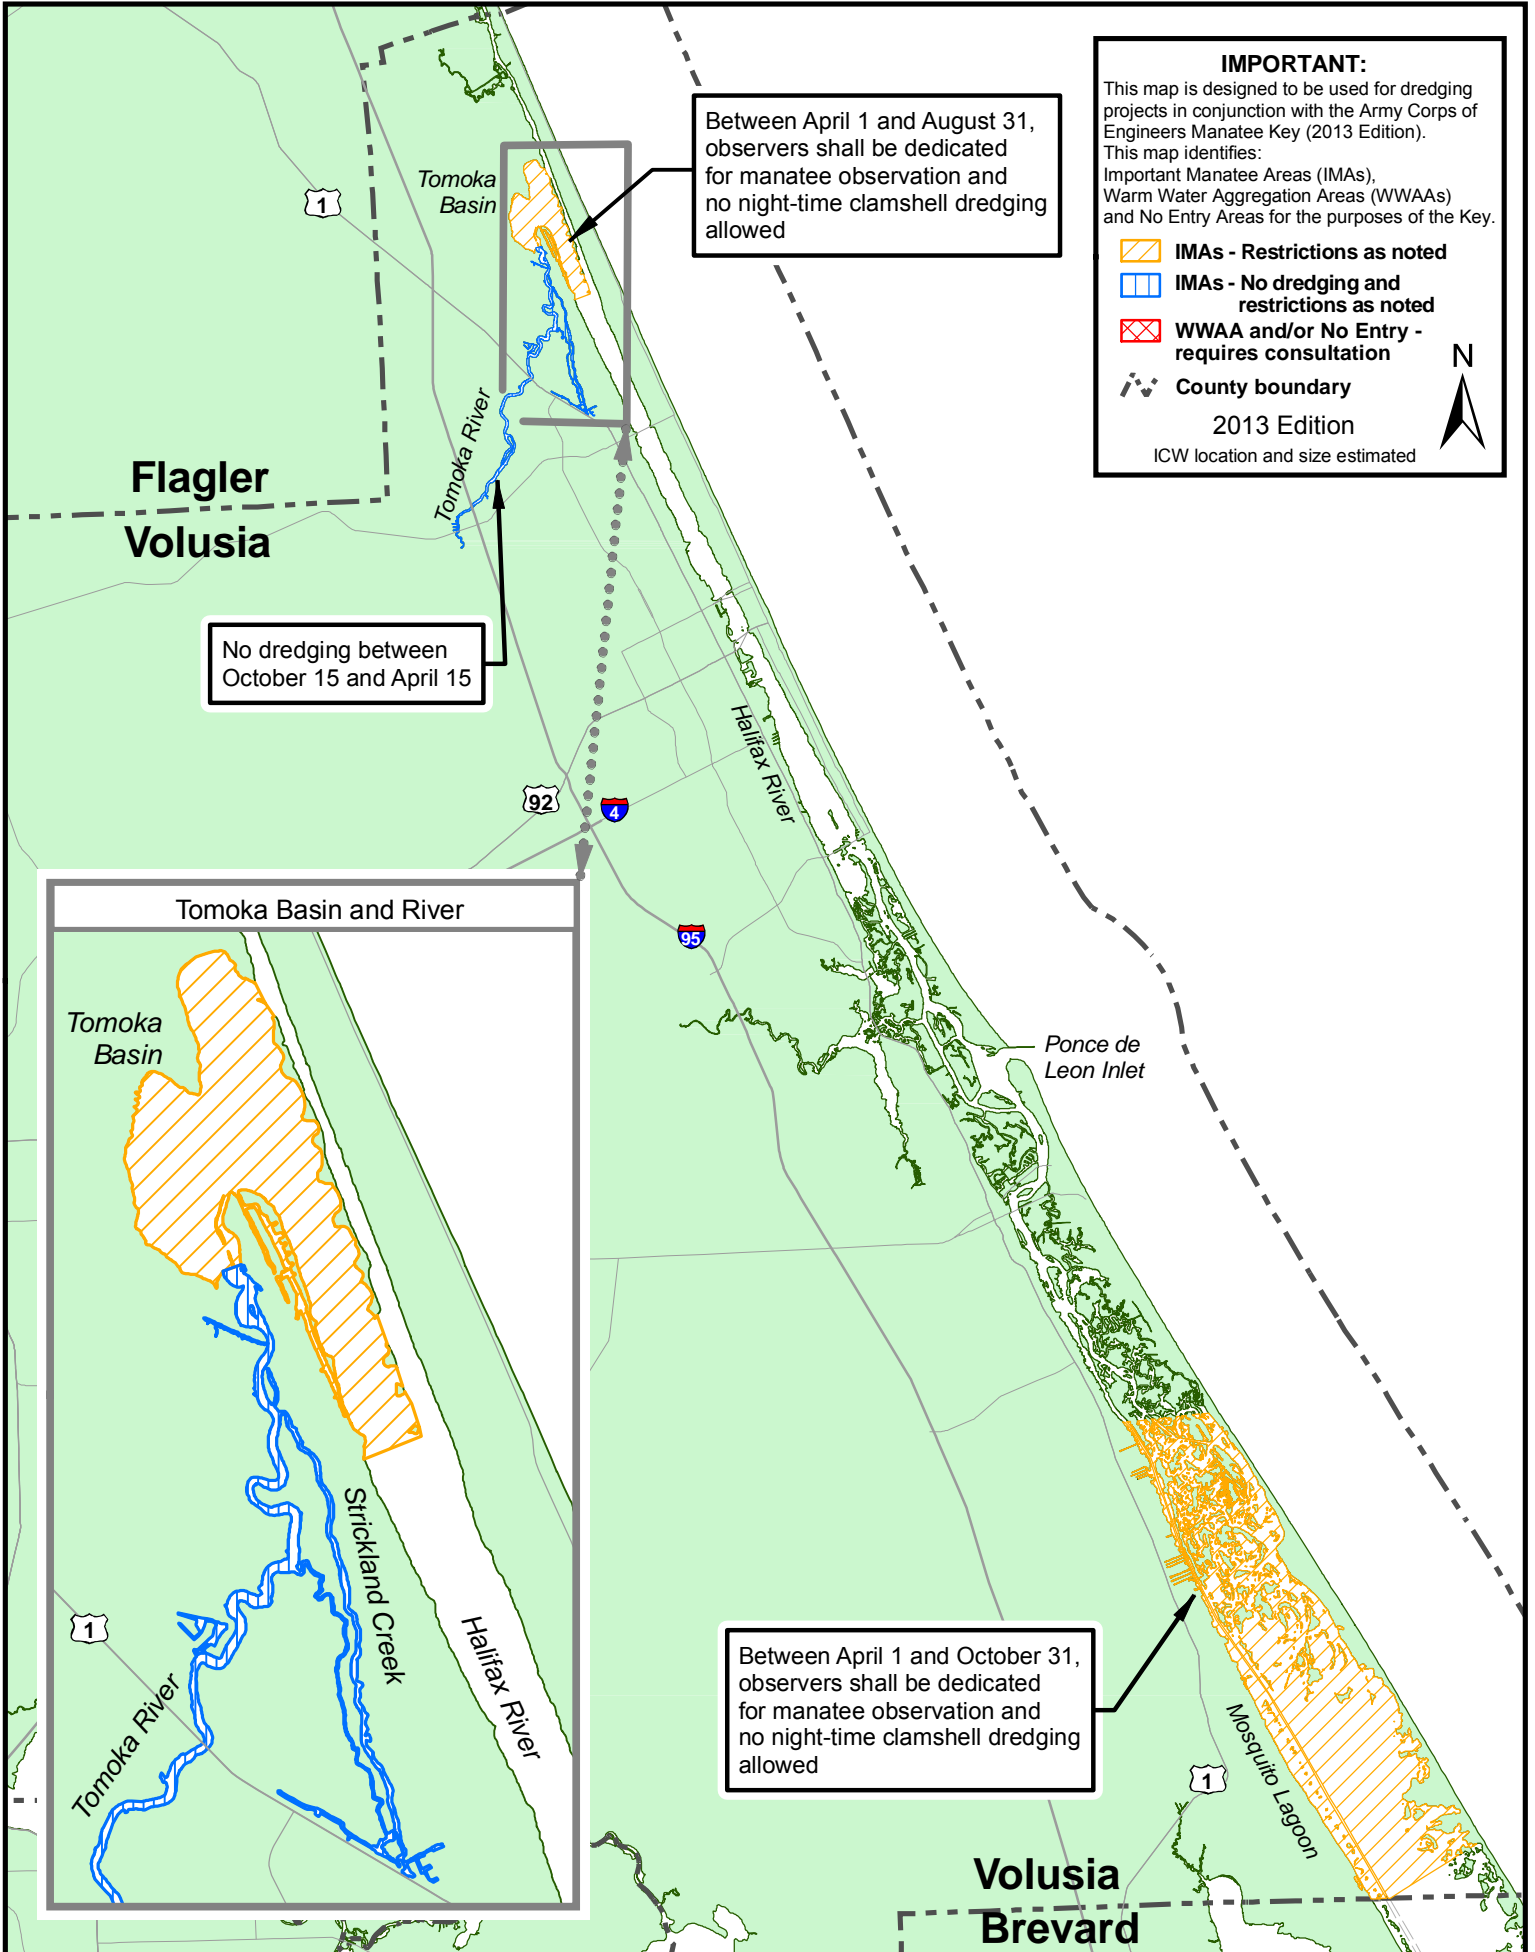 IMPORTANT:
This map is designed to be used for dredging
projects in conjunction with the Army Corps of
Engineers Manatee Key (2013 Edition).
This map identifies:
Important Manatee Areas (IMAs),
Warm Water Aggregation Areas (WWAAs)
and No Entry Areas for the purposes of the Key.
IMAs - Restrictions as noted
IMAs - No dredging and
restrictions as noted
WWAA and/or No Entry -
requires consultation
County boundary
N
2013 Edition
ICW location and size estimated
Between April 1 and August 31,
observers shall be dedicated
for manatee observation and
no night-time clamshell dredging
allowed
Tomoka
Basin
1
Tomoka River
Flagler
Volusia
No dredging between
October 15 and April 15
Halifax River
92
4
95
Ponce de
Leon Inlet
Tomoka Basin and River
Tomoka
Basin
Strickland Creek
Halifax River
1
Tomoka River
Between April 1 and October 31,
observers shall be dedicated
for manatee observation and
no night-time clamshell dredging
allowed
1
Mosquito Lagoon
Volusia
Brevard